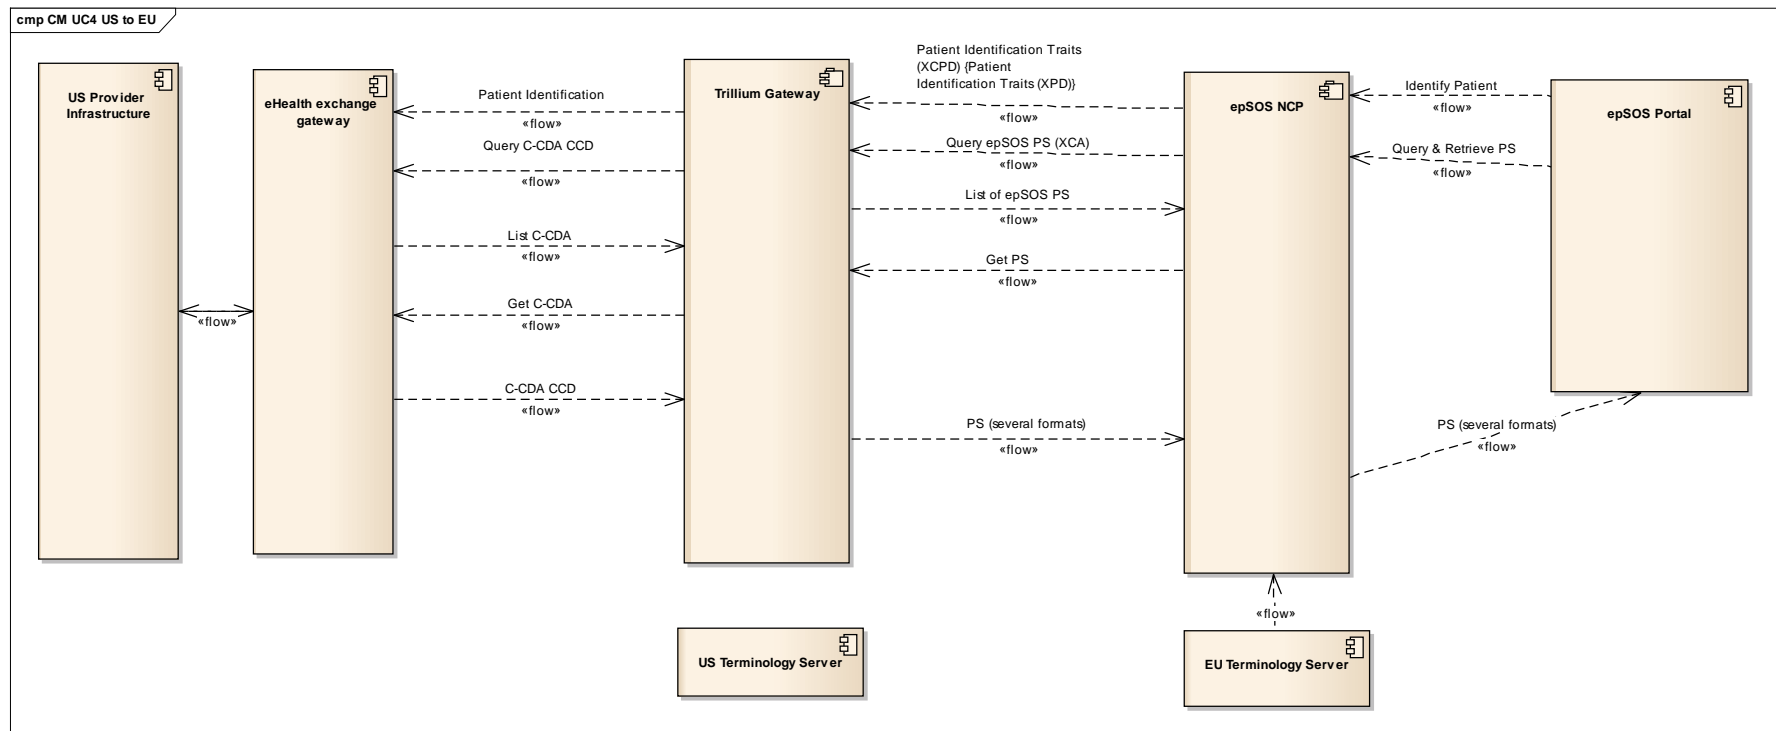 cmp CM UC4 US to EU
US Provider
Infrastructure
eHealth exchange
gateway
Trillium Gateway
epSOS NCP
epSOS Portal
Patient Identification
«flow»
Query C-CDA CCD
«flow»
List C-CDA
«flow»
Get C-CDA
«flow»
C-CDA CCD
«flow»
«flow»
Patient Identification Traits
(XCPD) {Patient
Identification Traits (XPD)}
«flow»
Query epSOS PS (XCA)
«flow»
List of epSOS PS
«flow»
Get PS
«flow»
PS (several formats)
«flow»
Identify Patient
«flow»
Query & Retrieve PS
«flow»
PS (several formats)
«flow»
«flow»
US Terminology Server
EU Terminology Server